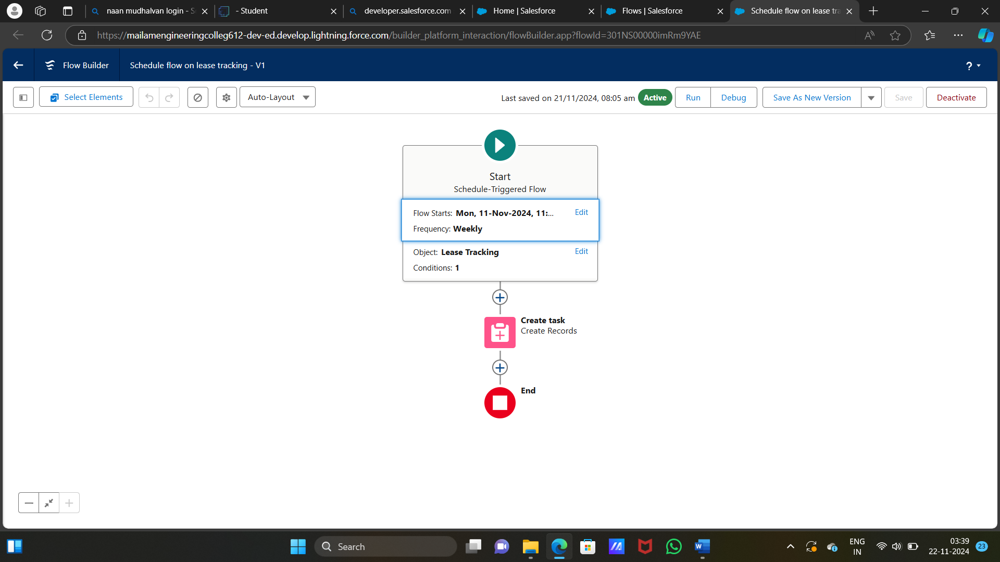 naan mudhalvan login - S
- Student
developer.salesforce.com
Home | Salesforce
Flows | Salesforce
Schedule flow on lease tra
https://mailamengineeringcolleg612-dev-ed.develop.lightning.force.com/builder_platform_interaction/flowBuilder.app?flowId=301NS00000imRm9YAE
Flow Builder
Schedule flow on lease tracking - V1
?
Select Elements
Auto-Layout
Last saved on 21/11/2024, 08:05 am
Active
Run
Debug
Save As New Version
Save
Deactivate
Start
Schedule-Triggered Flow
Flow Starts: Mon, 11-Nov-2024, 11:...
Edit
Frequency: Weekly
Object: Lease Tracking
Edit
Conditions: 1
Create task
Create Records
End
Search
ENG
IN
03:39
22-11-2024
23